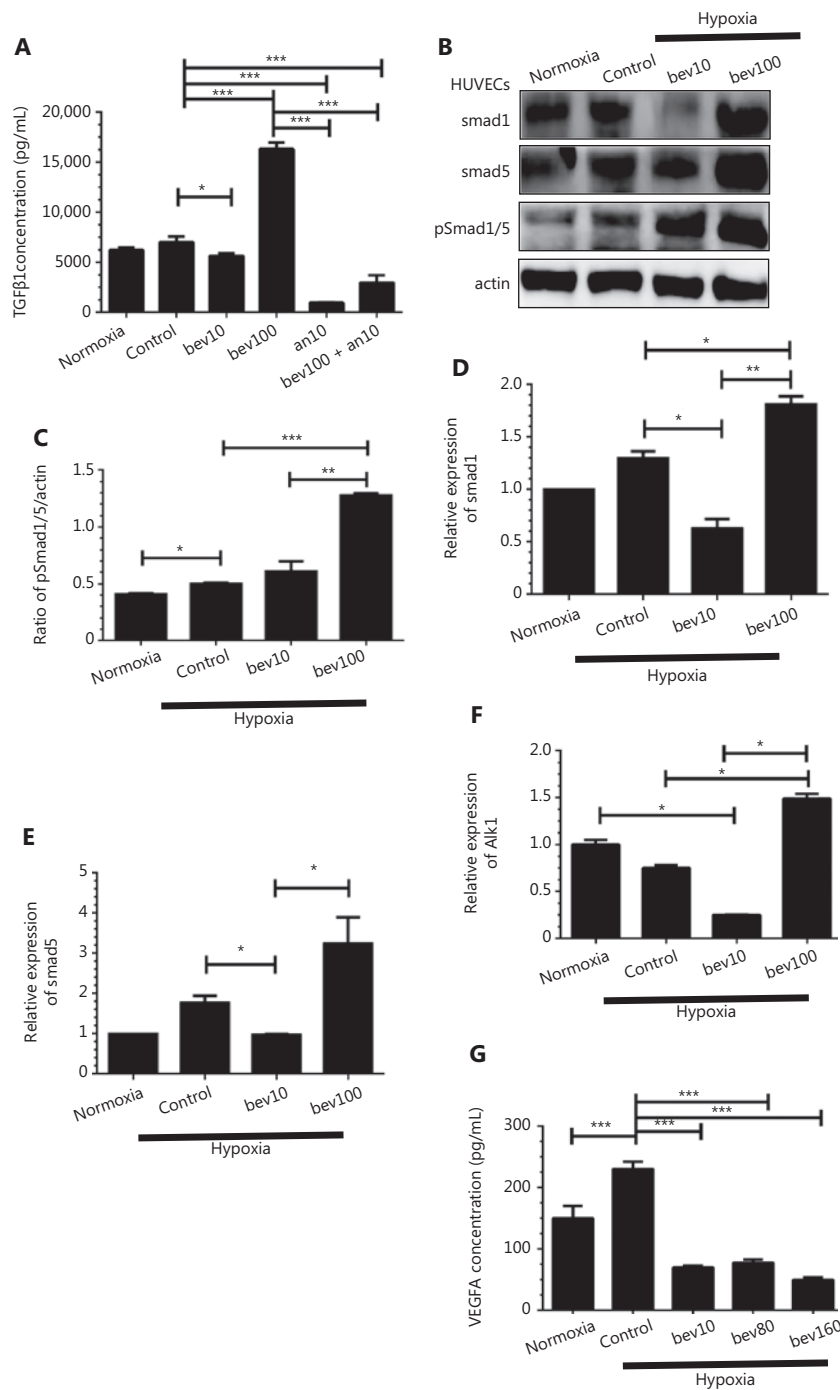 A
***
***
***
***
***
*
20,000
15,000
10,000
5000
0
TGFβ1concentration (pg/mL)
Normoxia
Control
bev10
bev100
an10
bev100 + an10
B
Hypoxia
Normoxia
Control
bev10
bev100
HUVECs
smad1
smad5
pSmad1/5
actin
C
***
**
*
1.5
1.0
0.5
0
Ratio of pSmad1/5/actin
Normoxia
Control
bev10
bev100
Hypoxia
D
*
**
*
2.0
1.5
1.0
0.5
0
Relative expression
of smad1
Normoxia
Control
bev10
bev100
Hypoxia
E
*
*
5
4
3
2
1
0
Relative expression
of smad5
Normoxia
Control
bev10
bev100
Hypoxia
F
*
*
*
2.0
1.5
1.0
0.5
0
Relative expression
of Alk1
Normoxia
Control
bev10
bev100
Hypoxia
G
***
***
***
***
300
200
100
0
VEGFA concentration (pg/mL)
Normoxia
Control
bev10
bev80
bev160
Hypoxia